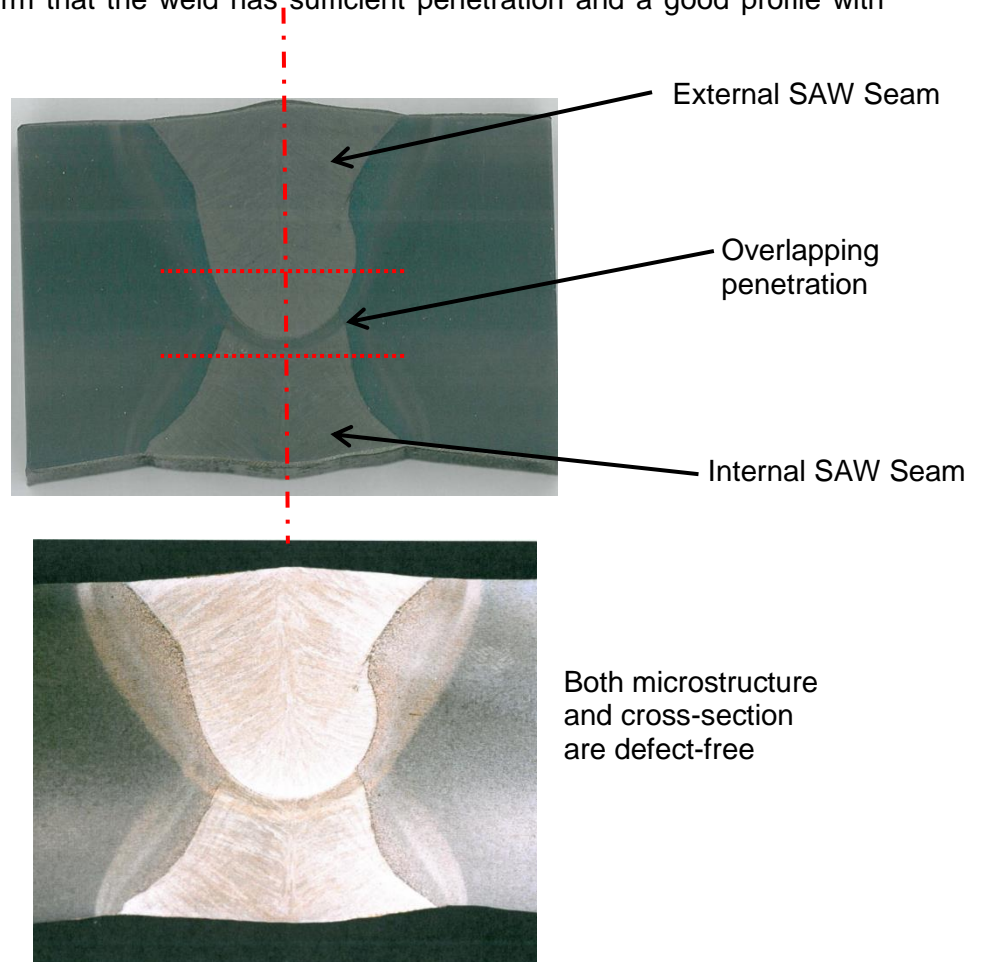 that the weld has sufficient penetration and a good profile with
External SAW Seam
Overlapping
penetration
Internal SAW Seam
Both microstructure
and cross-section
are defect-free